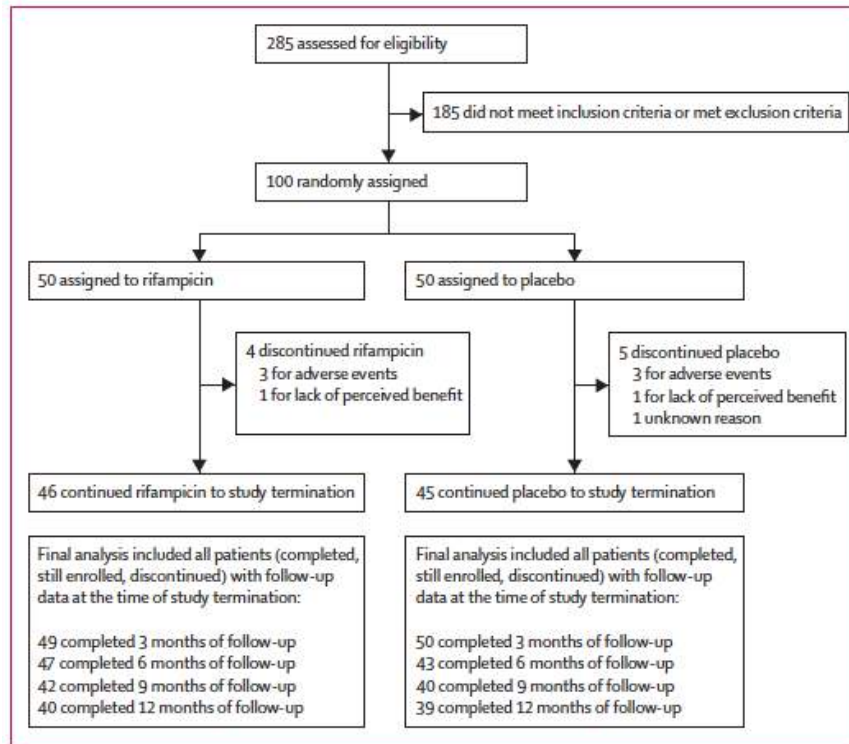 285 assessed for eligibility
185 did not meet inclusion criteria or met exclusion criteria
100 randomly assigned
50 assigned to rifampicin
50 assigned to placebo
4 discontinued rifampicin
3 for adverse events
1 for lack of perceived benefit
5 discontinued placebo
3 for adverse events
1 for lack of perceived benefit
1 unknown reason
46 continued rifampicin to study termination
45 continued placebo to study termination
Final analysis included all patients (completed,
still enrolled, discontinued) with follow-up
data at the time of study termination:
49 completed 3 months of follow-up
47 completed 6 months of follow-up
42 completed 9 months of follow-up
40 completed 12 months of follow-up
Final analysis included all patients (completed,
still enrolled, discontinued) with follow-up
data at the time of study termination:
50 completed 3 months of follow-up
43 completed 6 months of follow-up
40 completed 9 months of follow-up
39 completed 12 months of follow-up